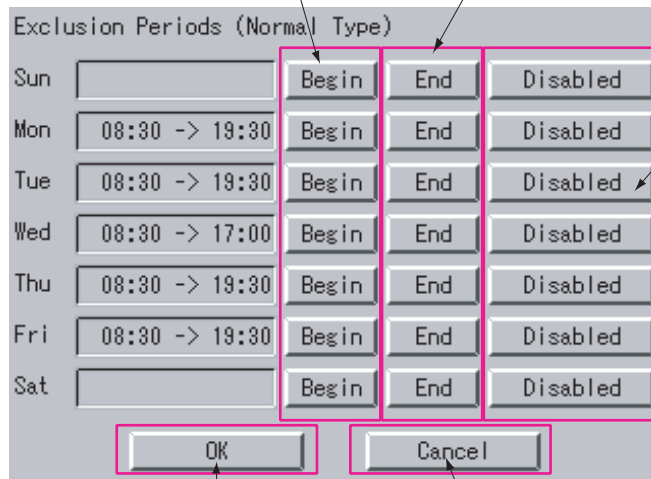 Exclusion Periods (Normal Type)
Sun Begin End Disabled
Mon 08:30 -> 19:30 Begin End Disabled
Tue 08:30 -> 19:30 Begin End Disabled
Wed 08:30 -> 17:00 Begin End Disabled
Thu 08:30 -> 19:30 Begin End Disabled
Fri 08:30 -> 19:30 Begin End Disabled
Sat Begin End Disabled
OK Cancel